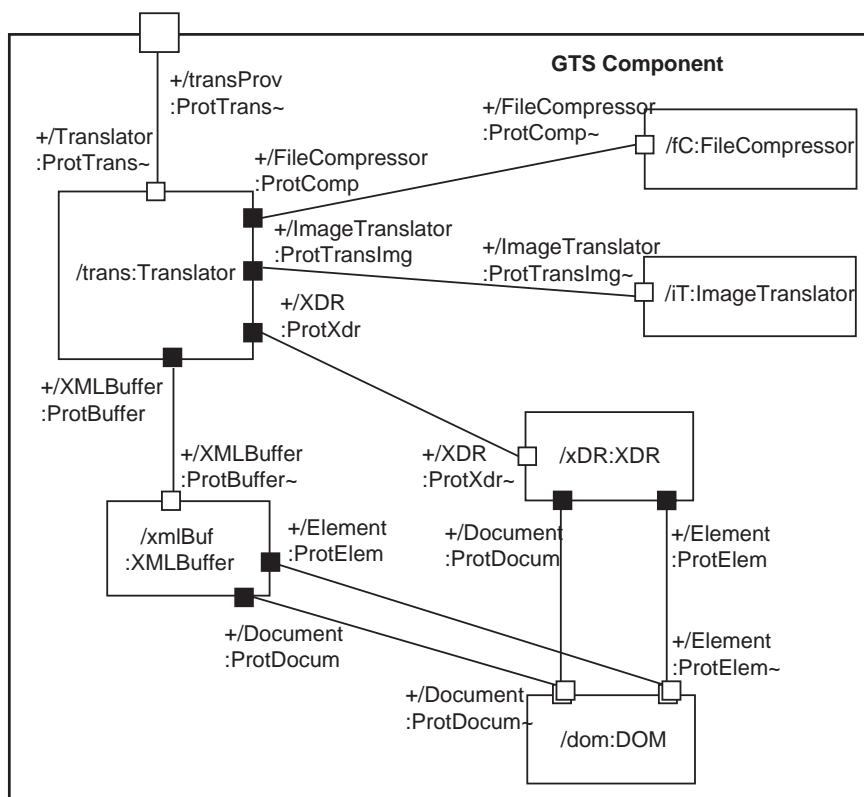 GTS Component
+/transProv
:ProtTrans~
+/FileCompressor
:ProtComp~
+/Translator
:ProtTrans~
/fC:FileCompressor
+/FileCompressor
:ProtComp
+/ImageTranslator
:ProtTransImg
+/ImageTranslator
:ProtTransImg~
/trans:Translator
/iT:ImageTranslator
+/XDR
:ProtXdr
+/XMLBuffer
:ProtBuffer
+/XMLBuffer
:ProtBuffer~
+/XDR
:ProtXdr~
/xDR:XDR
/xmlBuf
:XMLBuffer
+/Element
:ProtElem
+/Document
:ProtDocum
+/Element
:ProtElem
+/Document
:ProtDocum
+/Element
:ProtElem~
+/Document
:ProtDocum~
/dom:DOM